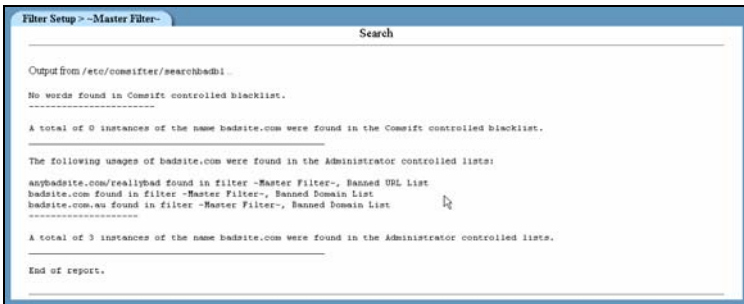 Filter Setup > ~Master Filter~
Search
Output from /etc/comsifter/searchbadbl ..
No words found in Comsift controlled blacklist.
-----------------------
A total of 0 instances of the name badsite.com were found in the Comsift controlled blacklist.
The following usages of badsite.com were found in the Administrator controlled lists:
anybadsite.com/reallybad found in filter ~Master Filter~, Banned URL List
badsite.com found in filter ~Master Filter~, Banned Domain List
badsite.com.au found in filter ~Master Filter~, Banned Domain List
--------------------
A total of 3 instances of the name badsite.com were found in the Administrator controlled lists.
End of report.